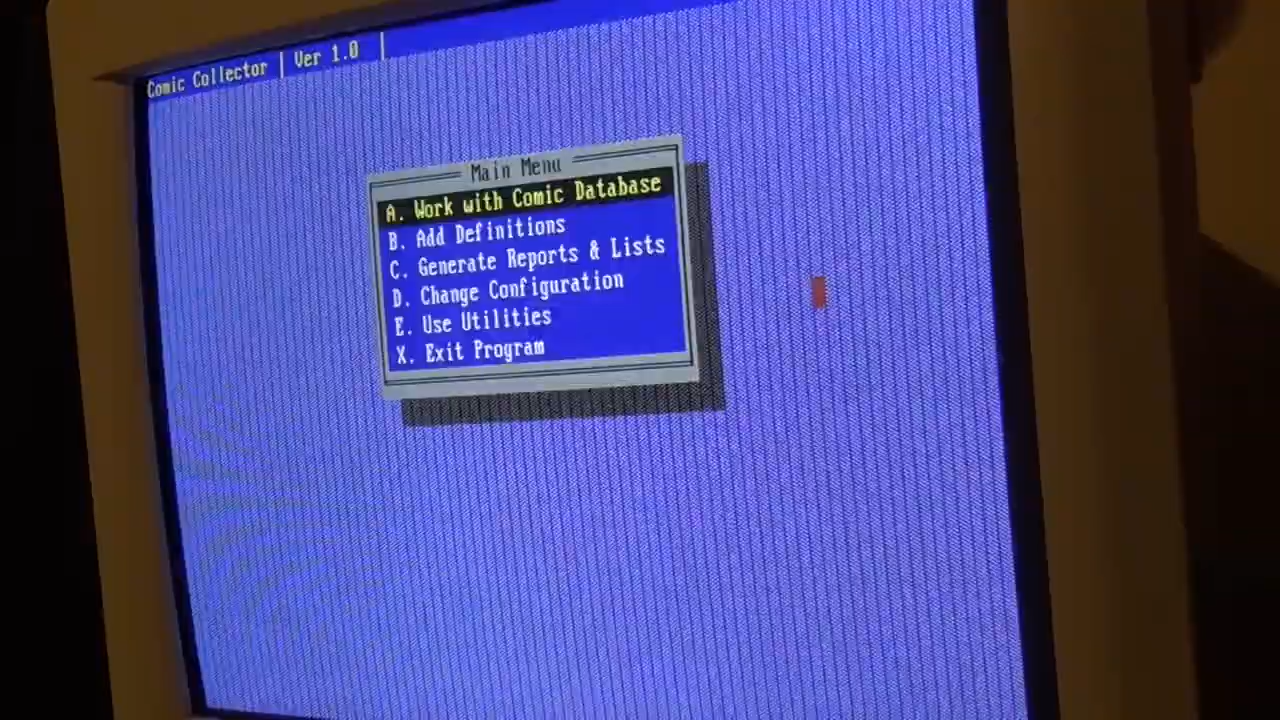 Comic Collector | Ver 1.0 |
Main Menu
A. Work with Comic Database
B. Add Definitions
C. Generate Reports & Lists
D. Change Configuration
E. Use Utilities
X. Exit Program